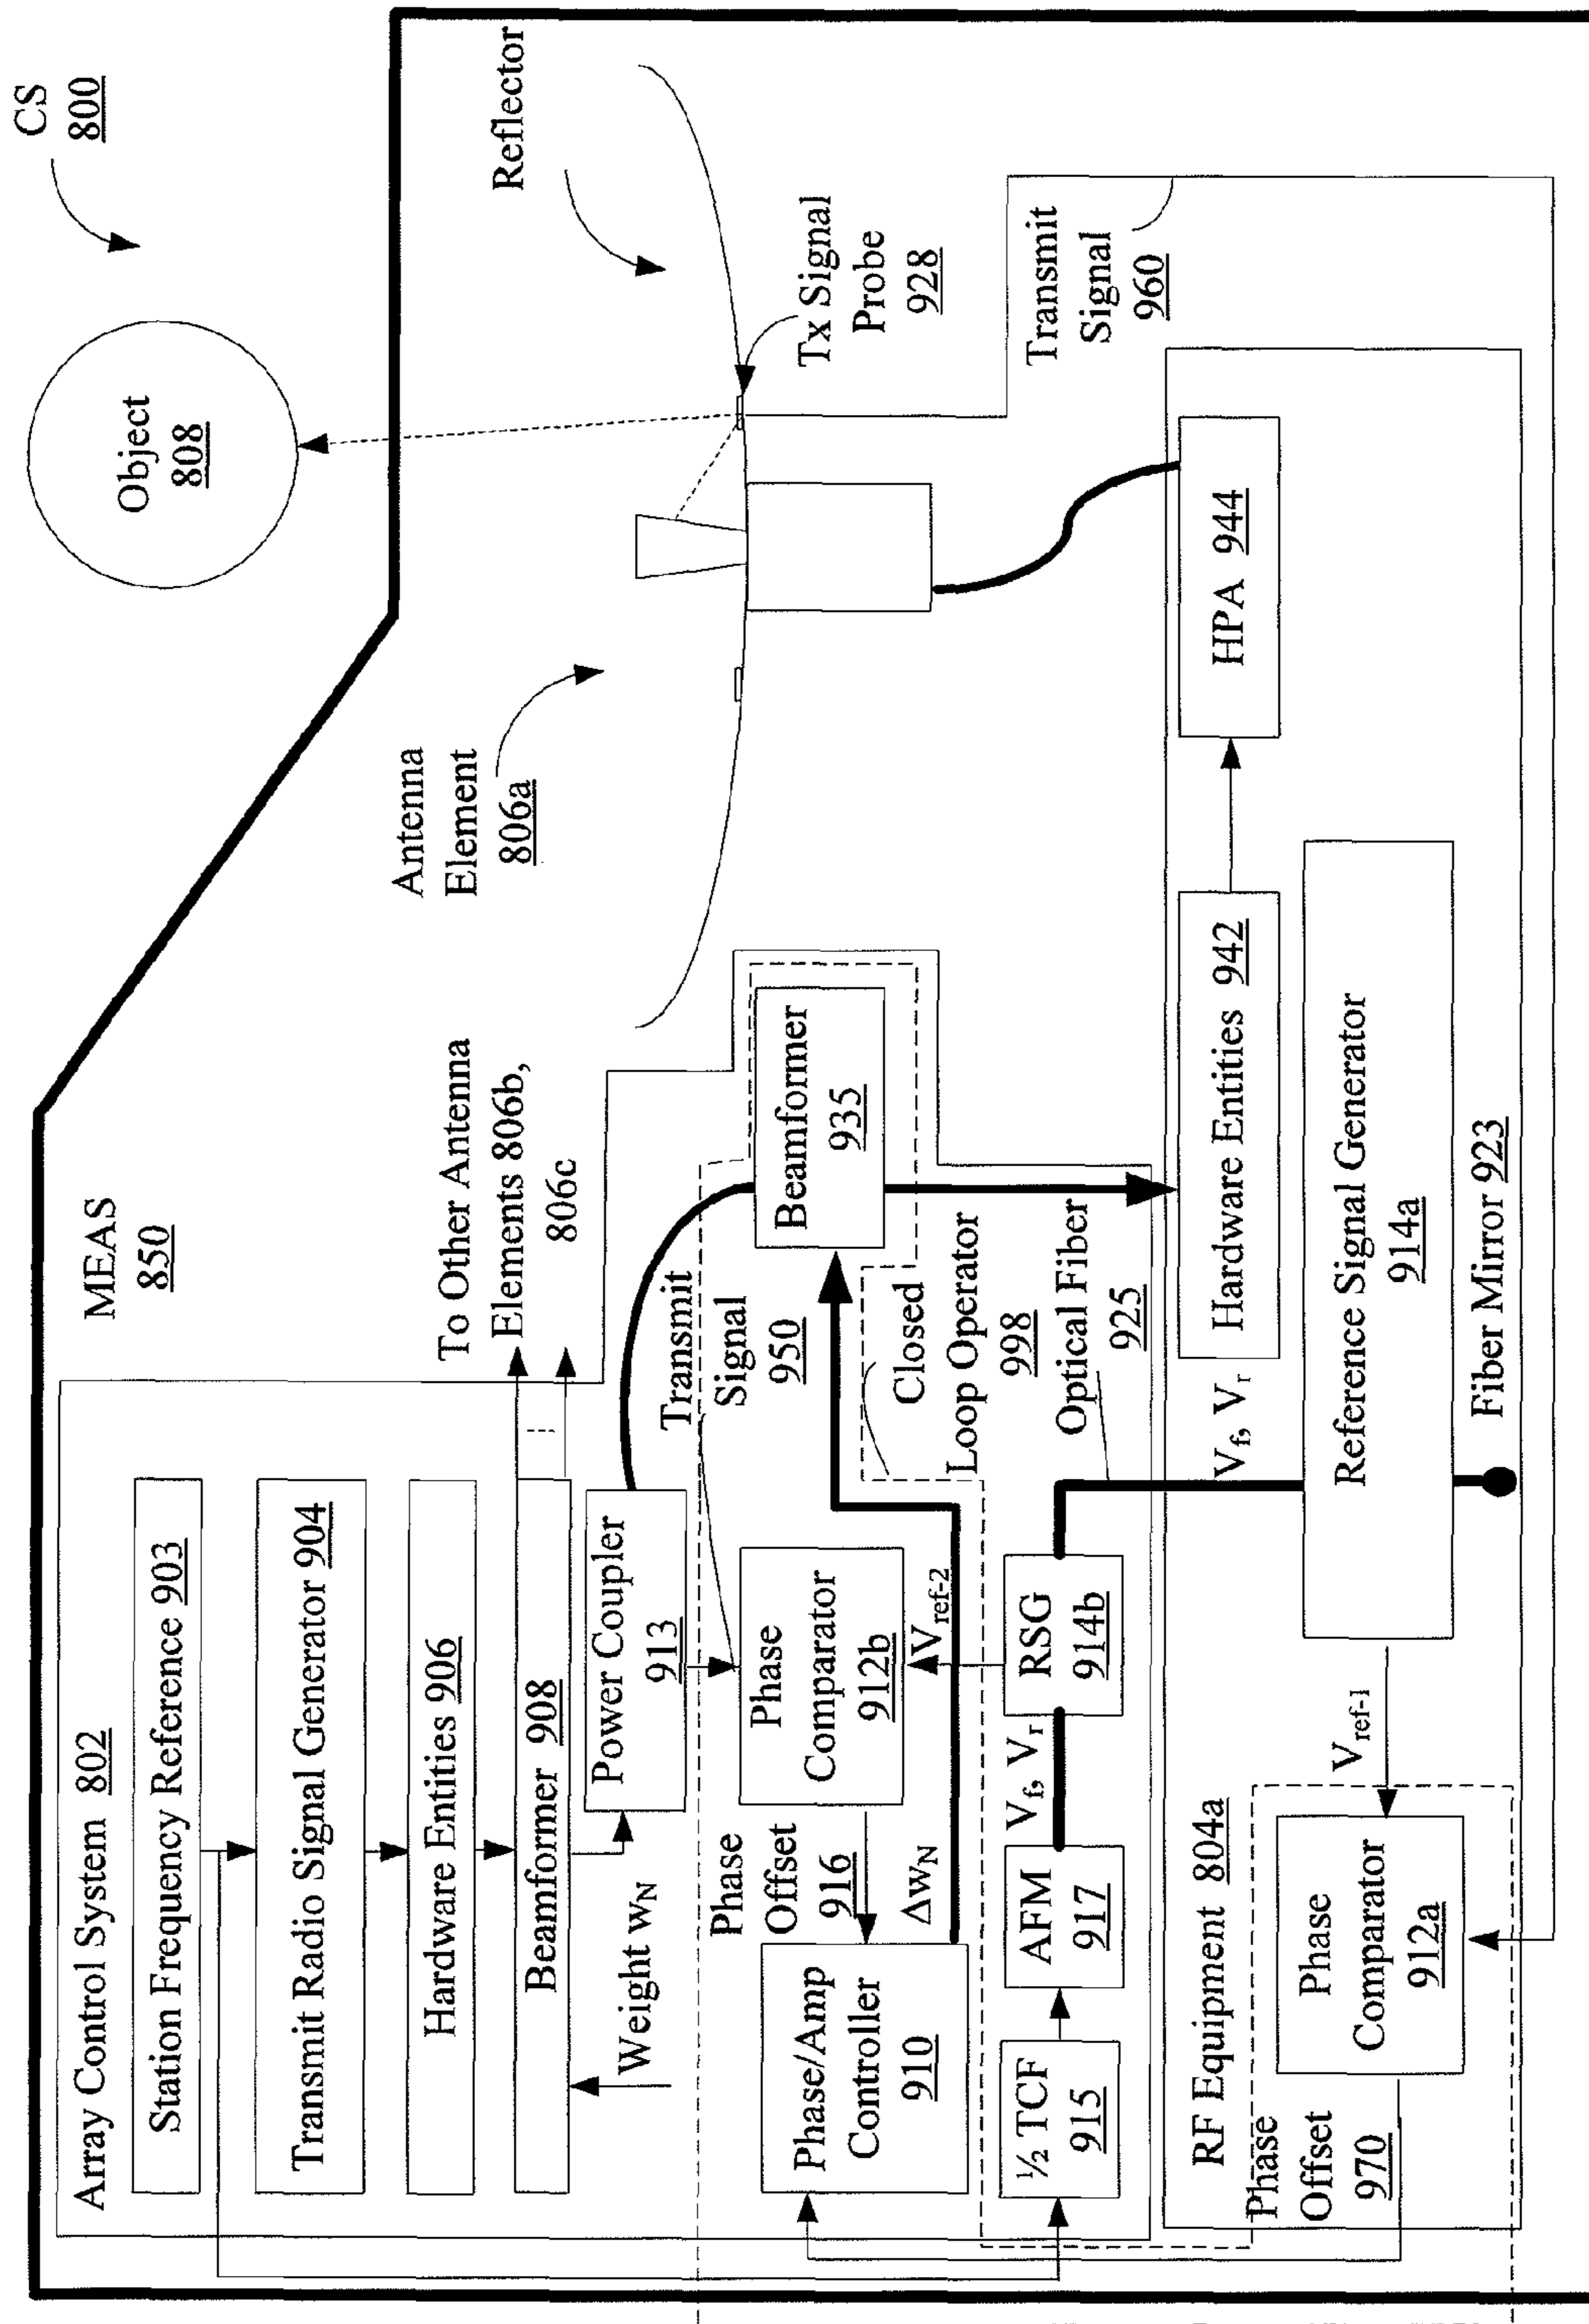 CS
800
Object
808
Reflector
MEAS
850
Antenna
Element
806a
Tx Signal
Probe
928
Transmit
Signal
960
To Other Antenna
Elements 806b,
806c
Array Control System 802
Station Frequency Reference 903
Transmit Radio Signal Generator 904
Hardware Entities 906
Beamformer 908
Weight wN
Power Coupler
913
Transmit
Signal
950
Beamformer
935
Phase
Comparator
912b
Phase
Offset
916
Phase/Amp
Controller
910
ΔwN
Vref-2
Closed
Loop Operator
998
Optical Fiber
925
½ TCF
915
AFM
917
Vf, Vr
RSG
914b
RF Equipment 804a
Vf, Vr
Hardware Entities 942
HPA 944
Reference Signal Generator
914a
Fiber Mirror 923
Vref-1
Phase
Comparator
912a
Phase
Offset
970